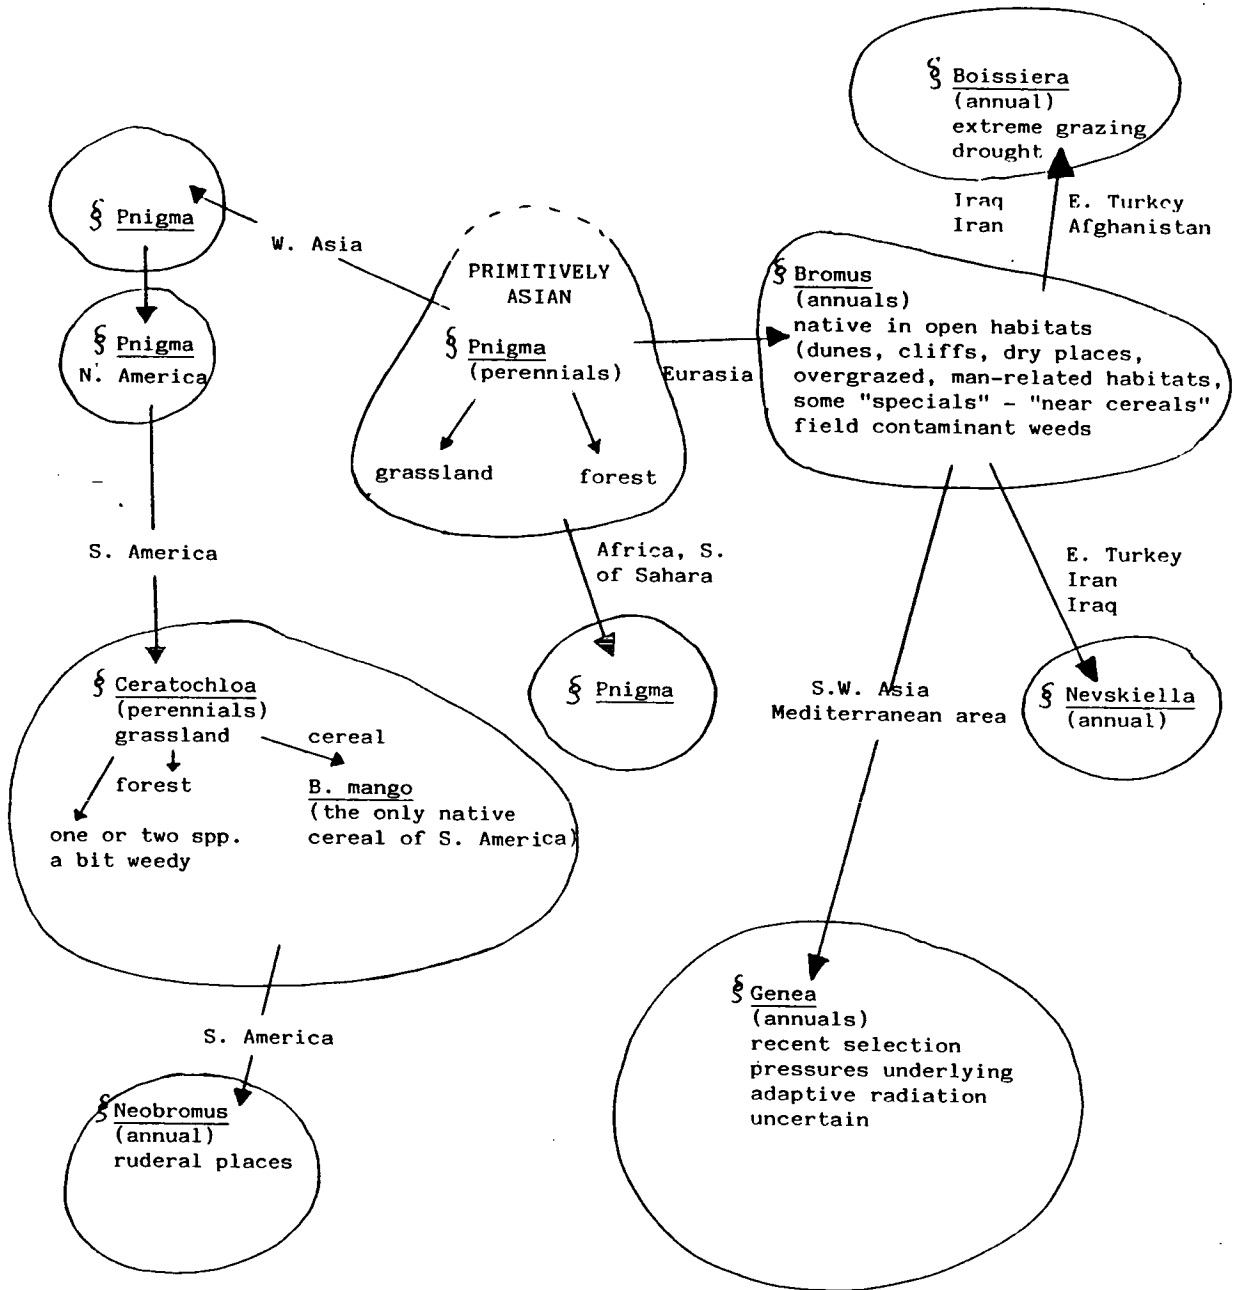 § Boissiera
(annual)
extreme grazing
drought
Iraq
Iran
E. Turkey
Afghanistan
§ Pnigma
W. Asia
PRIMITIVELY
ASIAN
§ Pnigma
(perennials)
grassland
forest
Eurasia
§ Bromus
(annuals)
native in open habitats
(dunes, cliffs, dry places,
overgrazed, man-related habitats,
some "specials" - "near cereals"
field contaminant weeds
§ Pnigma
N. America
S. America
Africa, S.
of Sahara
E. Turkey
Iran
Iraq
§ Ceratochloa
(perennials)
grassland
forest
one or two spp.
a bit weedy
cereal
B. mango
(the only native
cereal of S. America)
§ Pnigma
S.W. Asia
Mediterranean area
§ Nevskiella
(annual)
S. America
§ Neobromus
(annual)
ruderal places
§ Genea
(annuals)
recent selection
pressures underlying
adaptive radiation
uncertain